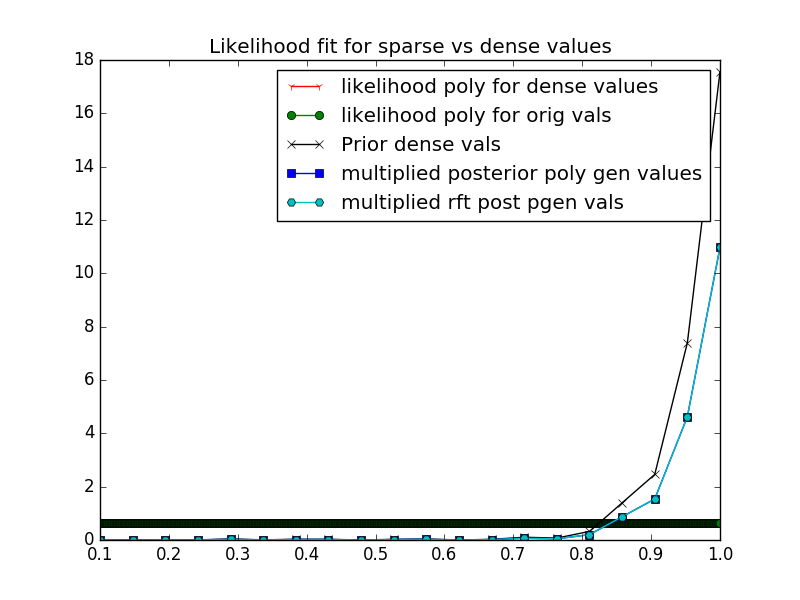 Likelihood fit for sparse vs dense values
18
16
14
12
10
8
6
4
2
0
likelihood poly for dense values
likelihood poly for orig vals
Prior dense vals
multiplied posterior poly gen values
multiplied rft post pgen vals
0.1 0.2 0.3 0.4 0.5 0.6 0.7 0.8 0.9 1.0